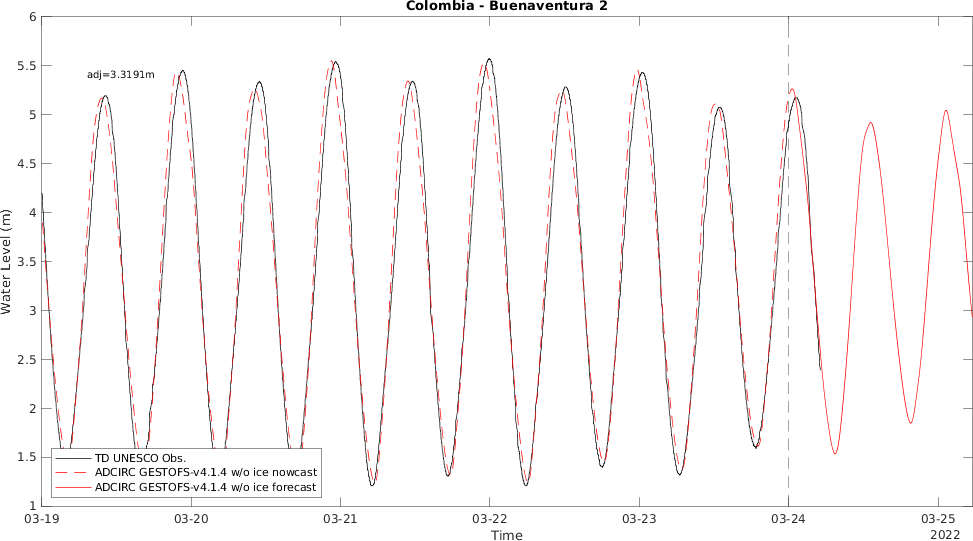 Colombia - Buenaventura 2
6
5.5
5
4.5
4
3.5
3
2.5
2
1.5
1
Water Level (m)
adj=3.3191m
TD UNESCO Obs.
ADCIRC GESTOFS-v4.1.4 w/o ice nowcast
ADCIRC GESTOFS-v4.1.4 w/o ice forecast
03-19 03-20 03-21 03-22 03-23 03-24 03-25
Time
2022